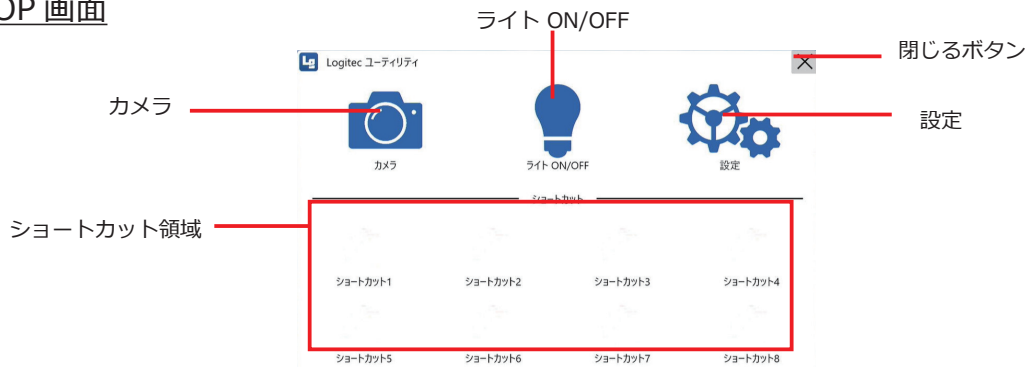 OP 画面
ライト ON/OFF
Lg Logitec ユーティリティ
閉じるボタン
カメラ
設定
カメラ
ライト ON/OFF
設定
ショートカット
ショートカット領域
ショートカット1 ショートカット2 ショートカット3 ショートカット4
ショートカット5 ショートカット6 ショートカット7 ショートカット8